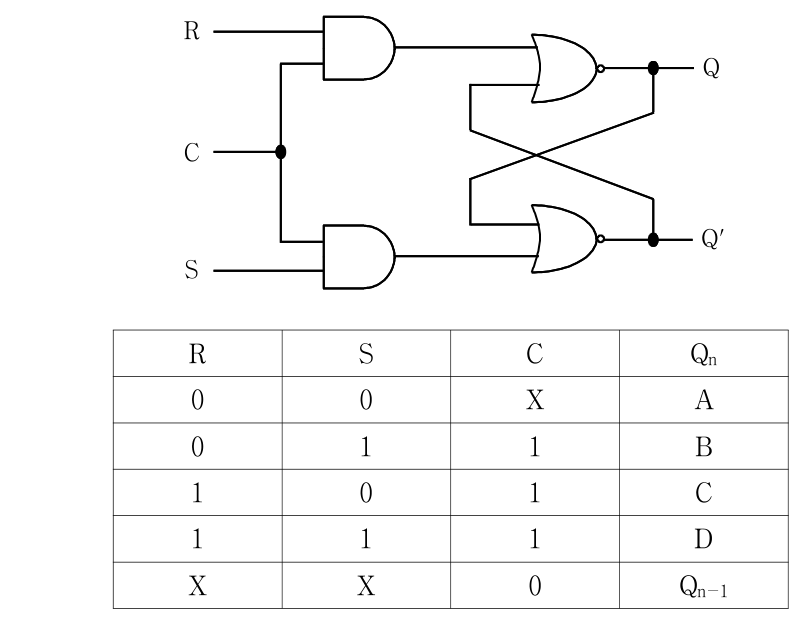 R
Q
C
Q′
S
R S C Qn
0 0 X A
0 1 1 B
1 0 1 C
1 1 1 D
X X 0 Qn−1